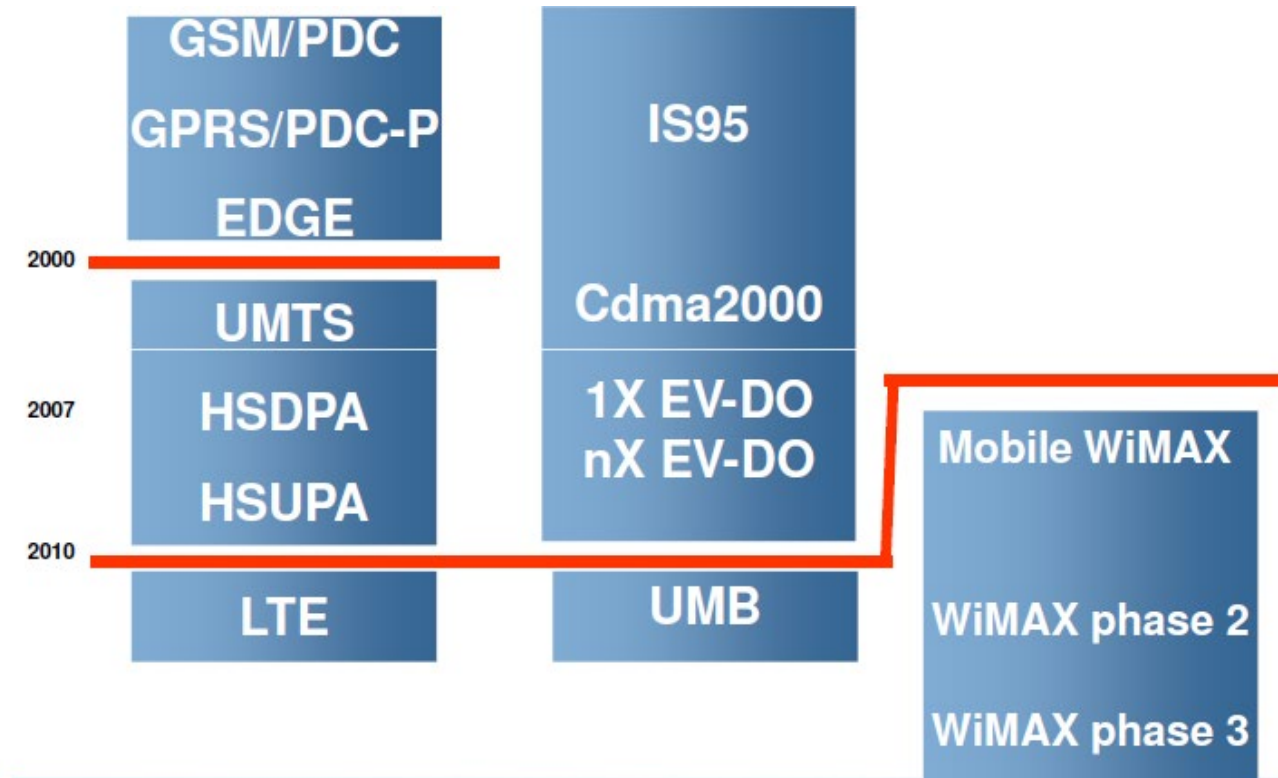 GSM/PDC
GPRS/PDC-P
EDGE
IS95
2000
Cdma2000
UMTS
2007
HSDPA
HSUPA
1X EV-DO
nX EV-DO
Mobile WiMAX
2010
LTE
UMB
WiMAX phase 2
WiMAX phase 3